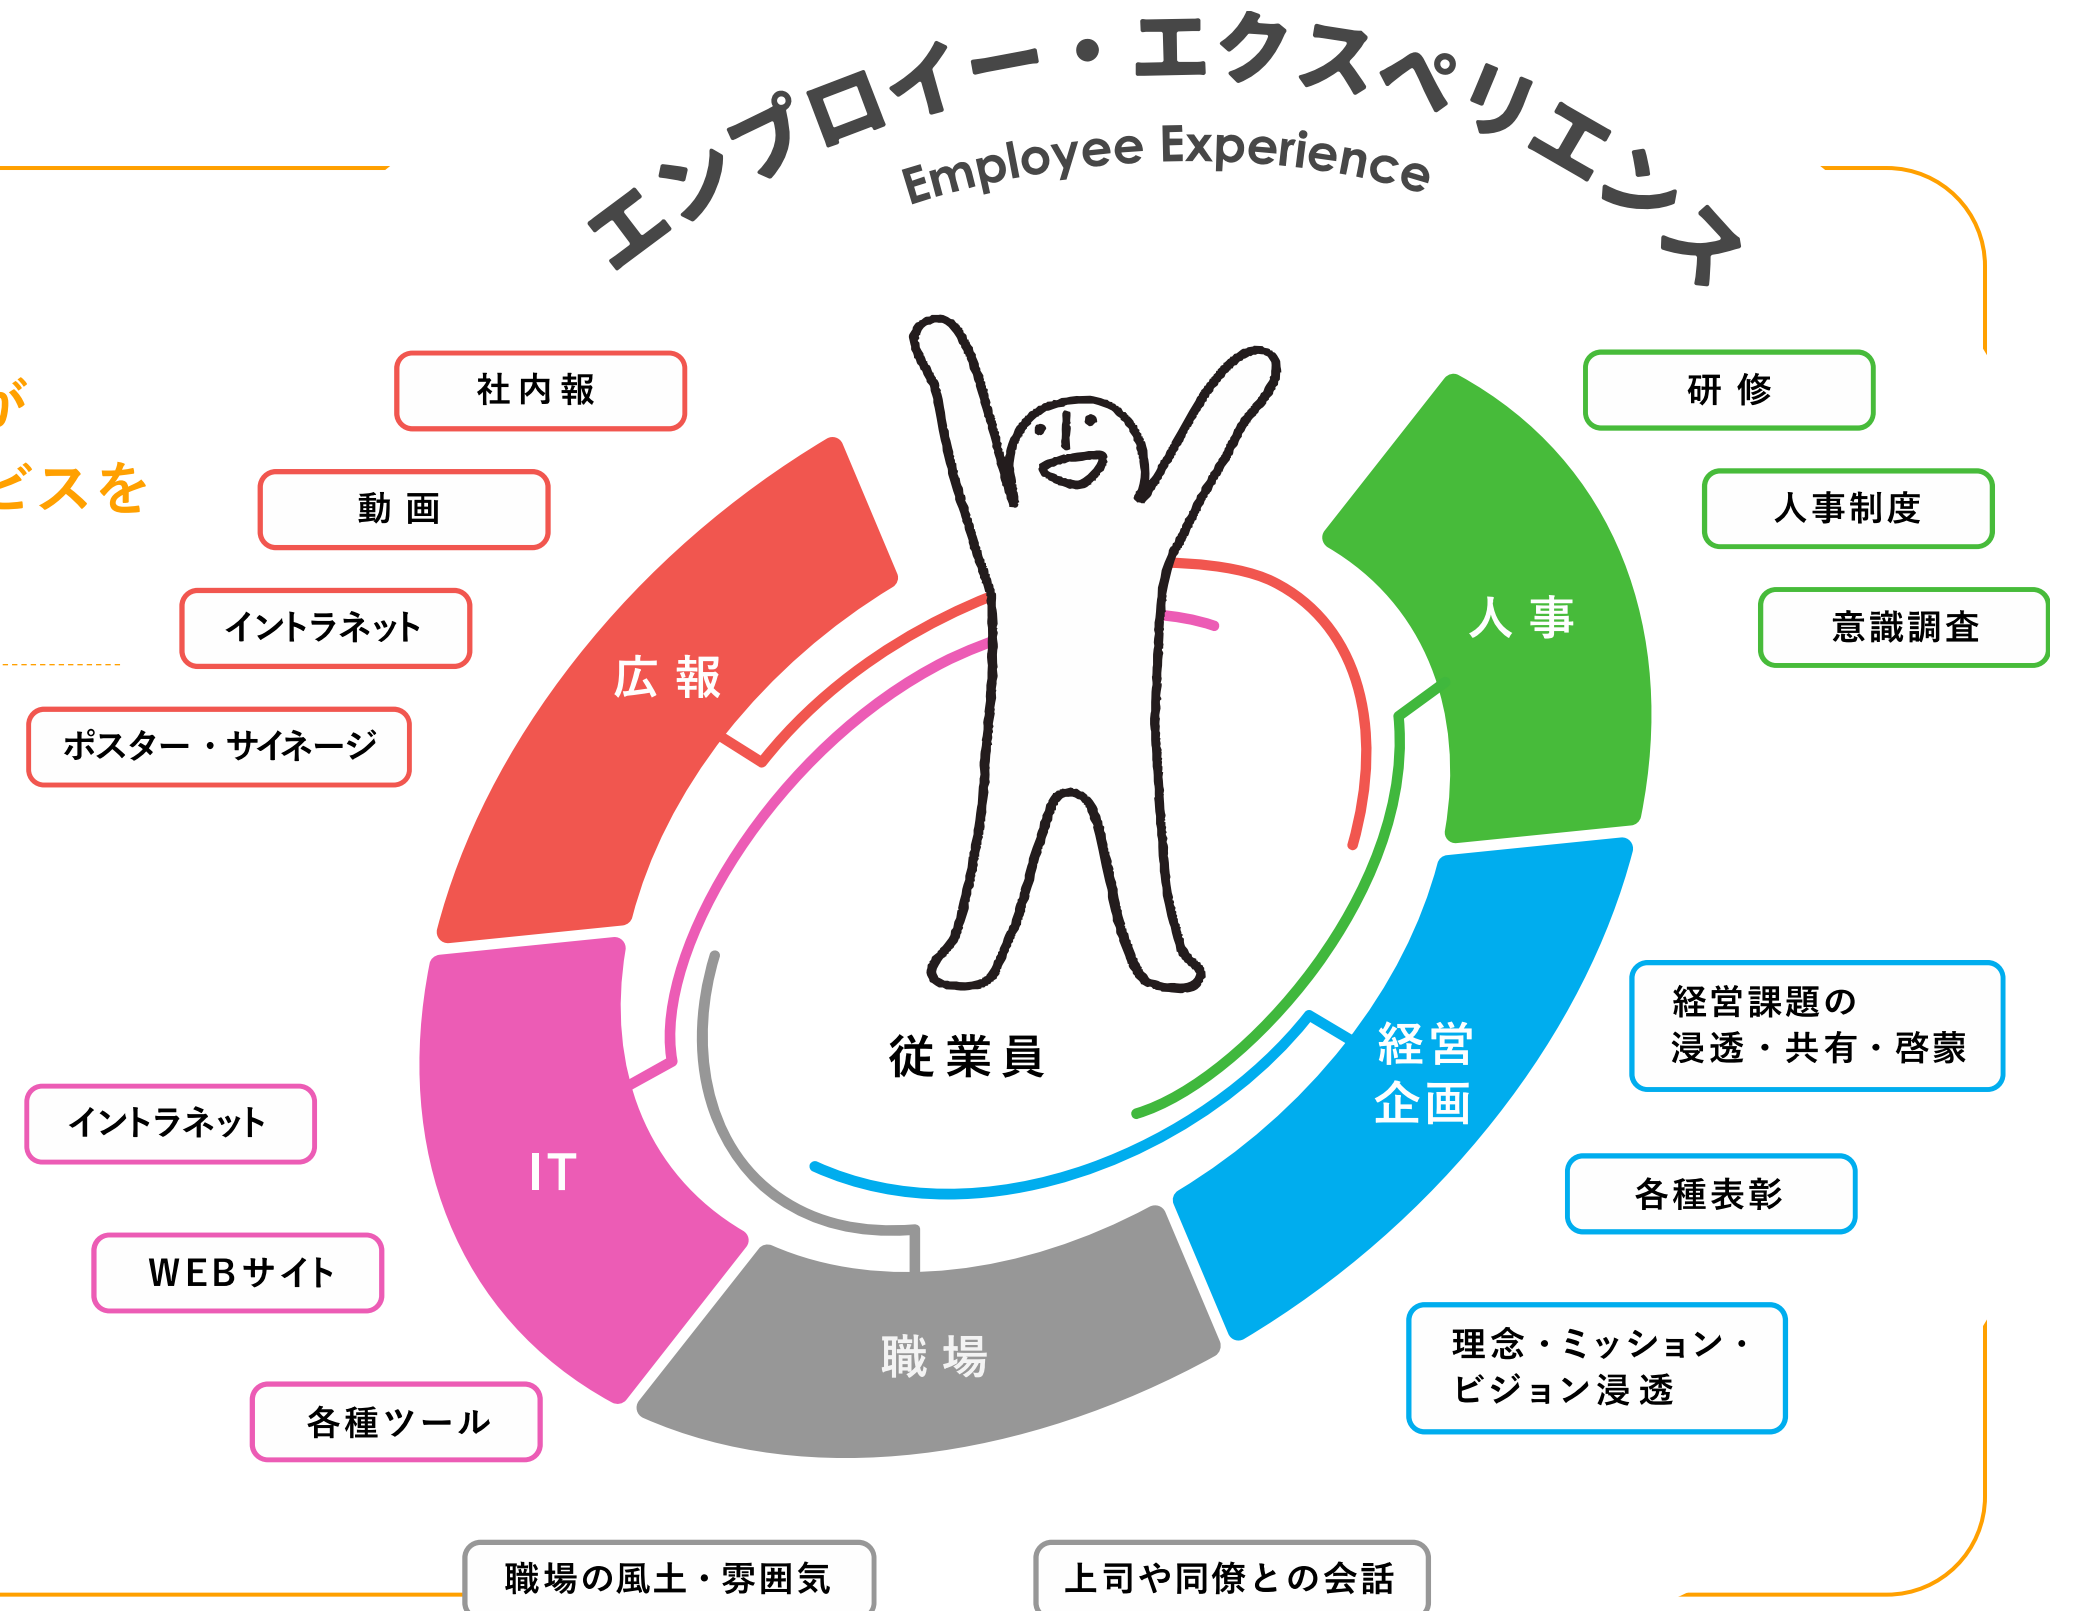 エンプロイー・エクスペリエンス
Employee Experience
が
ビスを
社内報
動画
イントラネット
ポスター・サイネージ
広報
研修
人事制度
意識調査
人事
従業員
経営
企画
経営課題の
浸透・共有・啓蒙
各種表彰
理念・ミッション・
ビジョン浸透
イントラネット
WEBサイト
各種ツール
IT
職場
職場の風土・雰囲気
上司や同僚との会話